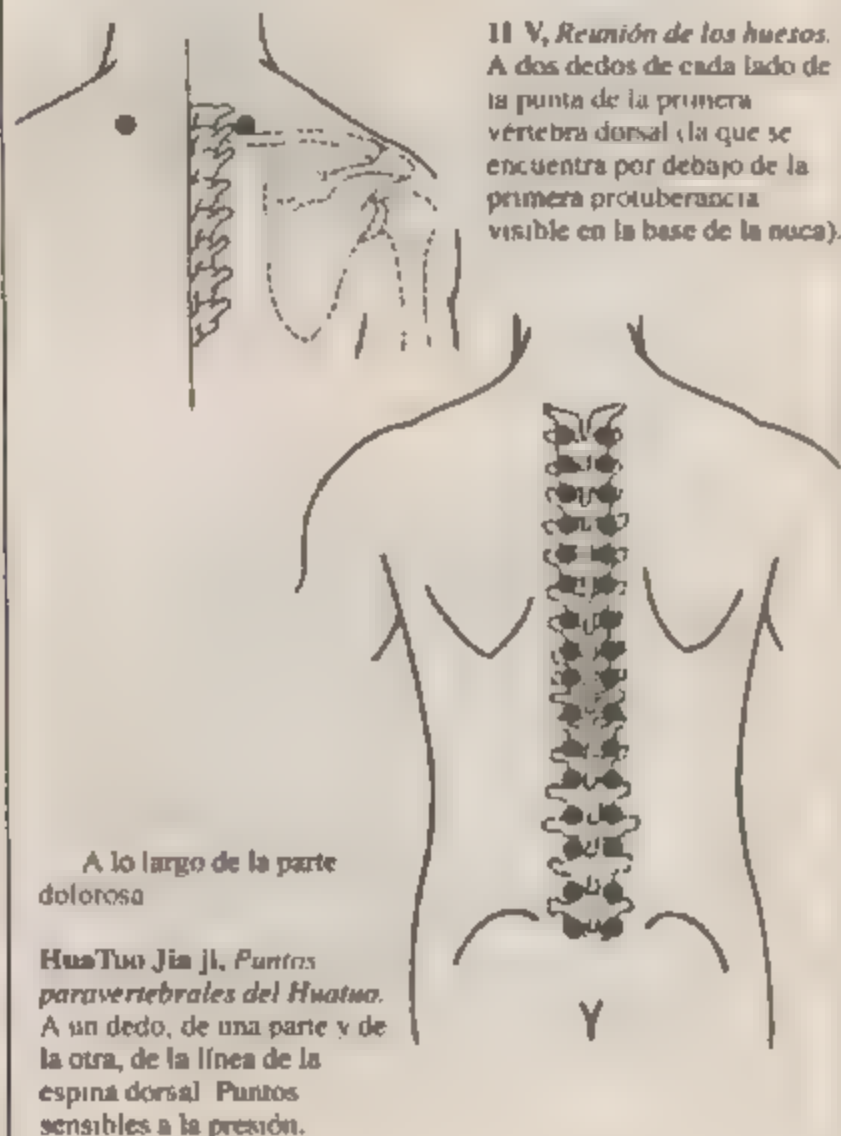 11 V, Reunión de los huesos.
A dos dedos de cada lado de
la punta de la primera
vértebra dorsal (la que se
encuentra por debajo de la
primera protuberancia
visible en la base de la nuca).
A lo largo de la parte
dolorosa
HuaTuo Jia ji, Puntos
paravertebrales del Huatuo.
A un dedo, de una parte y de
la otra, de la línea de la
espina dorsal Puntos
sensibles a la presión.